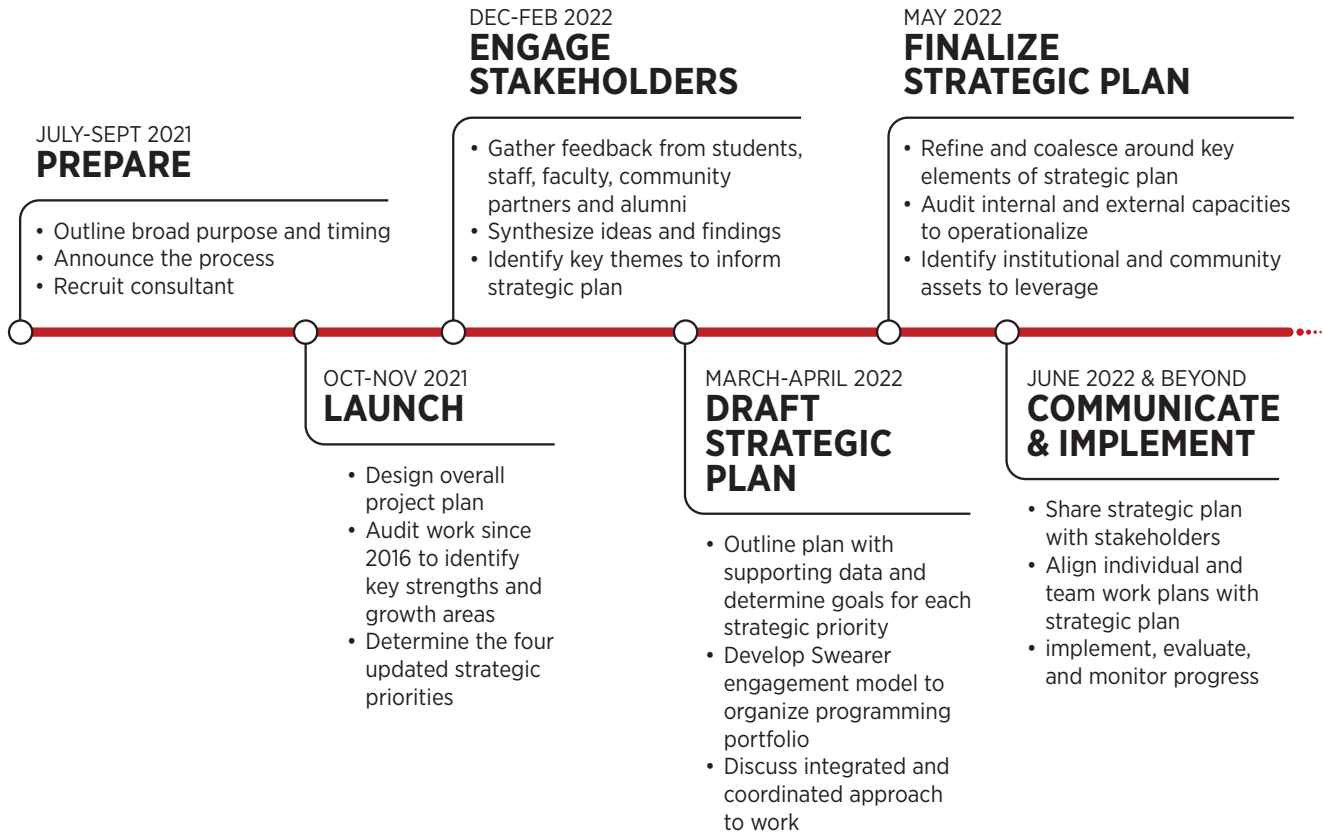 JULY-SEPT 2021
PREPARE
• Outline broad purpose and timing
• Announce the process
• Recruit consultant
OCT-NOV 2021
LAUNCH
• Design overall
project plan
• Audit work since
2016 to identify
key strengths and
growth areas
• Determine the four
updated strategic
priorities
DEC-FEB 2022
ENGAGE
STAKEHOLDERS
• Gather feedback from students,
staff, faculty, community
partners and alumni
• Synthesize ideas and findings
• Identify key themes to inform
strategic plan
MARCH-APRIL 2022
DRAFT
STRATEGIC
PLAN
• Outline plan with
supporting data and
determine goals for each
strategic priority
• Develop Swearer
engagement model to
organize programming
portfolio
• Discuss integrated and
coordinated approach
to work
MAY 2022
FINALIZE
STRATEGIC PLAN
• Refine and coalesce around key
elements of strategic plan
• Audit internal and external capacities
to operationalize
• Identify institutional and community
assets to leverage
JUNE 2022 & BEYOND
COMMUNICATE
& IMPLEMENT
• Share strategic plan
with stakeholders
• Align individual and
team work plans with
strategic plan
• implement, evaluate,
and monitor progress